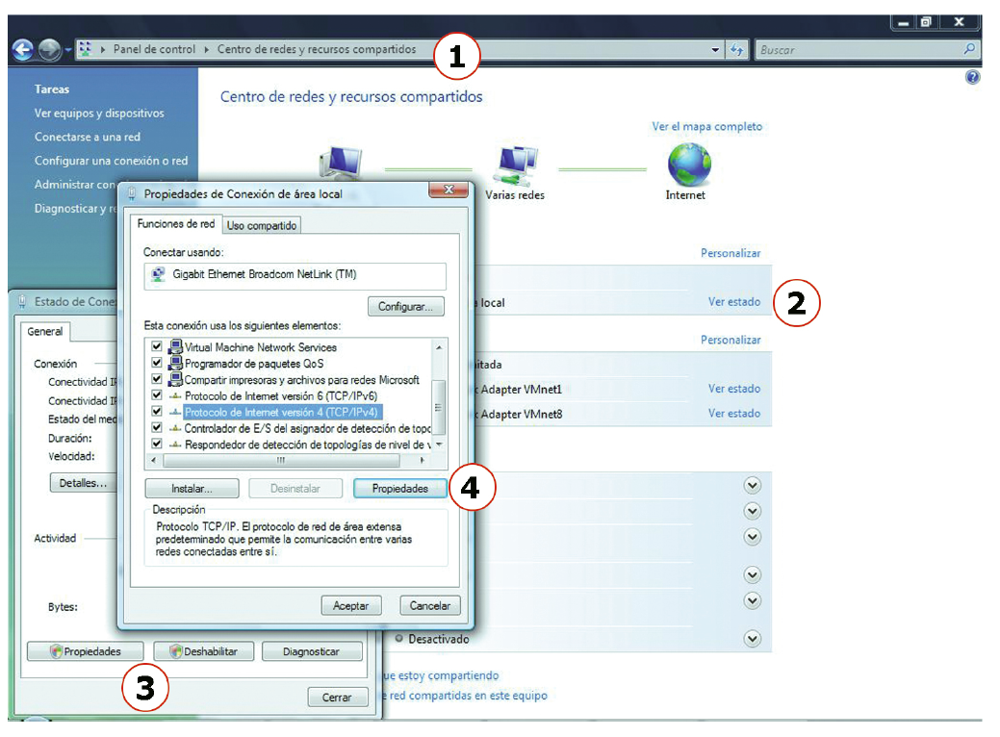 Panel de control ▸ Centro de redes y recursos compartidos
1
Buscar
Tareas
Ver equipos y dispositivos
Conectarse a una red
Configurar una conexión o red
Administrar
Diagnosticar y
Centro de redes y recursos compartidos
Ver el mapa completo
Varias redes
Internet
Personalizar
local
Ver estado
2
Personalizar
Adapter VMnet1
Ver estado
Adapter VMnet8
Ver estado
Desactivado
que estoy compartiendo
red compartidas en este equipo
Propiedades de Conexión de área local
Funciones de red
Uso compartido
Conectar usando:
Gigabit Ethernet Broadcom NetLink (TM)
Configurar...
Esta conexión usa los siguientes elementos:
Virtual Machine Network Services
Programador de paquetes QoS
Compartir impresoras y archivos para redes Microsoft
Protocolo de Internet versión 6 (TCP/IPv6)
Protocolo de Internet versión 4 (TCP/IPv4)
Controlador de E/S del asignador de detección de topo
Respondedor de detección de topologías de nivel de
Instalar...
Desinstalar
Propiedades
4
Descripción
Protocolo TCP/IP. El protocolo de red de área extensa
predeterminado que permite la comunicación entre varias
redes conectadas entre sí.
Aceptar
Cancelar
Estado de
General
Conexión
Conectividad
Conectividad
Estado del
Duración:
Velocidad:
Detalles...
Actividad
Bytes:
Propiedades
Deshabilitar
Diagnosticar
3
Cerrar